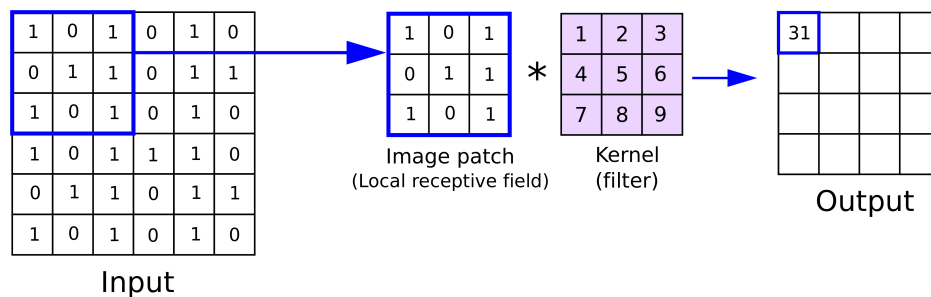 1 0 1 0 1 0
0 1 1 0 1 1
1 0 1 0 1 0
1 0 1 1 1 0
0 1 1 0 1 1
1 0 1 0 1 0
Input
1 0 1
0 1 1
1 0 1
Image patch
(Local receptive field)
*
1 2 3
4 5 6
7 8 9
Kernel
(filter)
31
Output